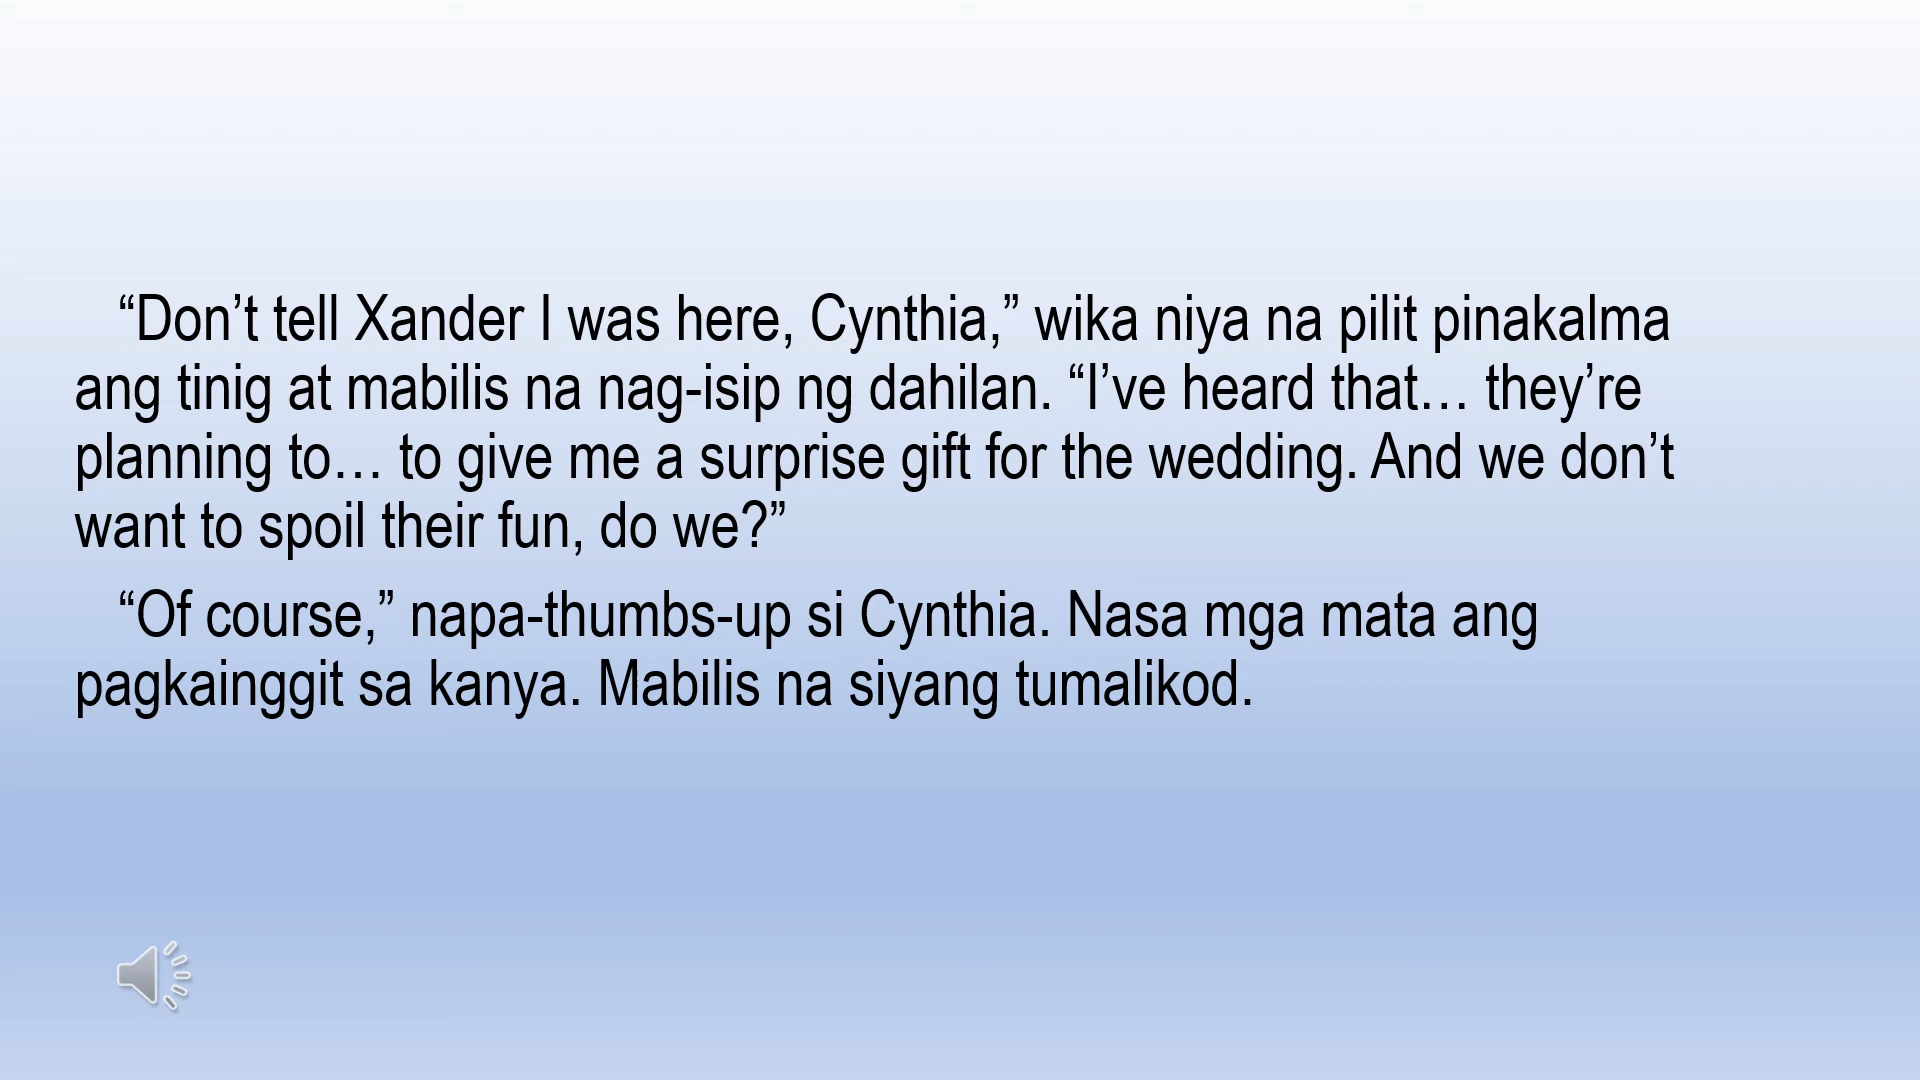 “Don’t tell Xander I was here, Cynthia,” wika niya na pilit pinakalma
ang tinig at mabilis na nag-isip ng dahilan. “I’ve heard that… they’re
planning to… to give me a surprise gift for the wedding. And we don’t
want to spoil their fun, do we?”
“Of course,” napa-thumbs-up si Cynthia. Nasa mga mata ang
pagkainggit sa kanya. Mabilis na siyang tumalikod.